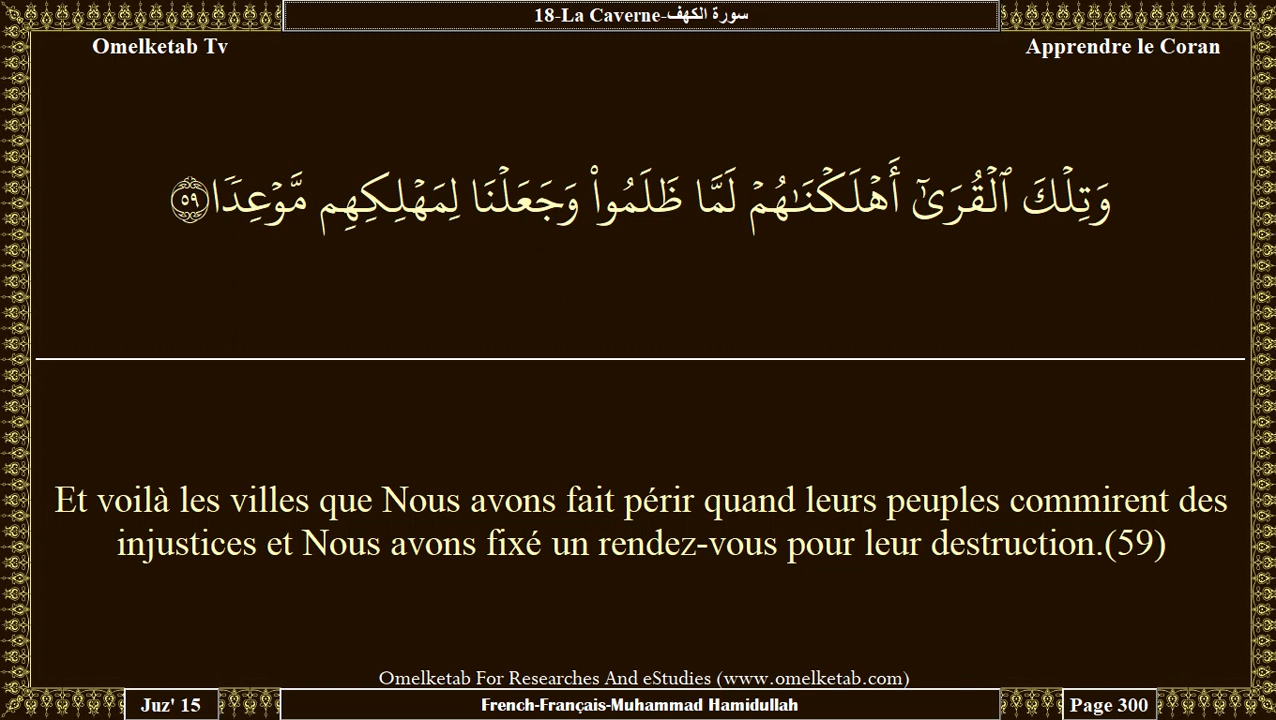 18-La Caverne-سورة الكهف
Omelketab Tv
Apprendre le Coran
وَتِلۡكَ ٱلۡقُرَىٰٓ أَهۡلَكۡنَٰهُمۡ لَمَّا ظَلَمُواْ وَجَعَلۡنَا لِمَهۡلِكِهِم مَّوۡعِدٗا ٥٩
Et voilà les villes que Nous avons fait périr quand leurs peuples commirent des
injustices et Nous avons fixé un rendez-vous pour leur destruction.(59)
Omelketab For Researches And eStudies (www.omelketab.com)
Juz' 15
French-Français-Muhammad Hamidullah
Page 300